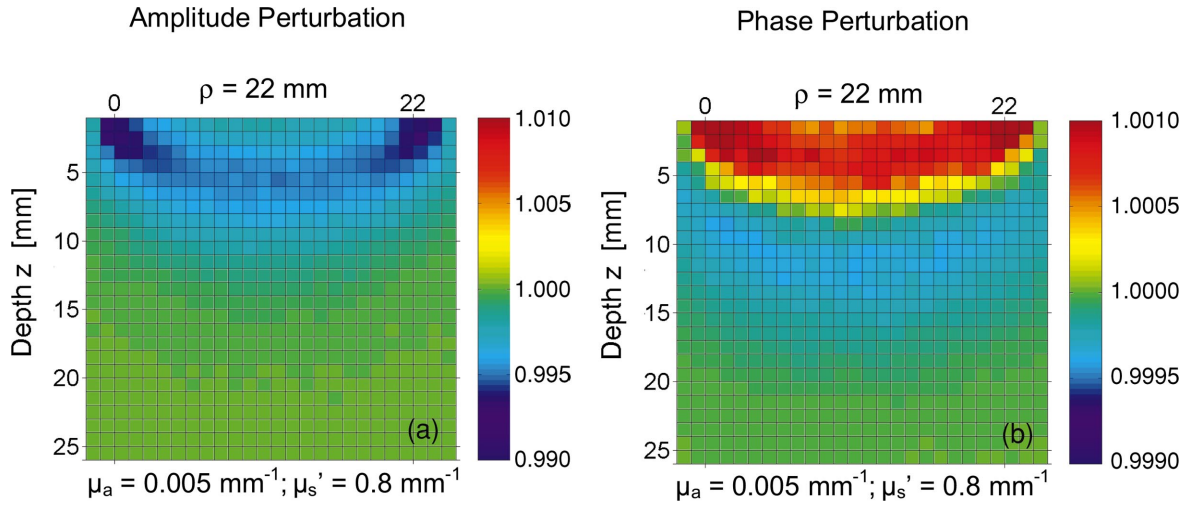 Amplitude Perturbation
ρ = 22 mm
0 22
Depth z [mm]
5
10
15
20
25
1.010
1.005
1.000
0.995
0.990
(a)
μa = 0.005 mm⁻¹; μs’ = 0.8 mm⁻¹
Phase Perturbation
ρ = 22 mm
0 22
Depth z [mm]
5
10
15
20
25
1.0010
1.0005
1.0000
0.9995
0.9990
(b)
μa = 0.005 mm⁻¹; μs’ = 0.8 mm⁻¹